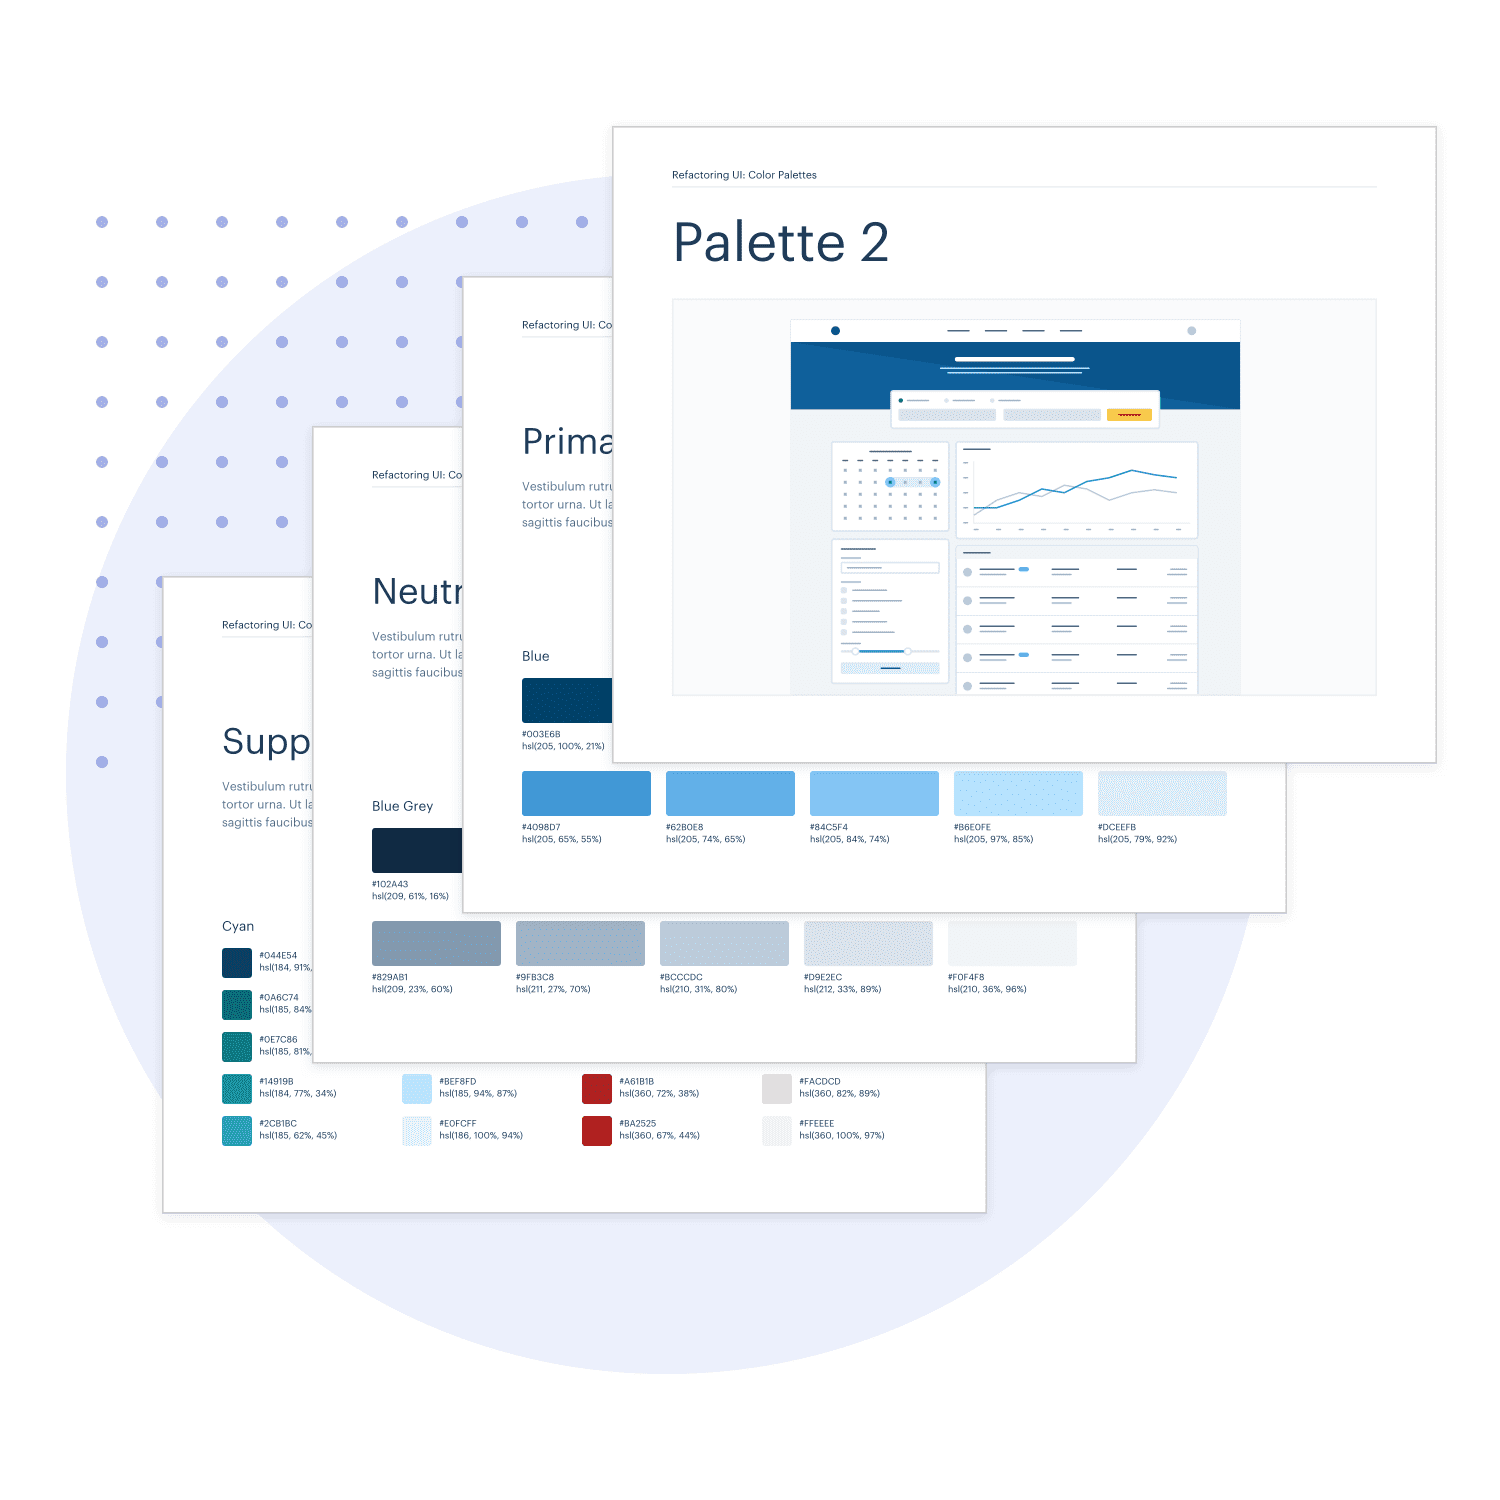 Refactoring UI: Color Palettes
Palette 2
Refactoring UI: Co
Prima
Vestibulum rutru
tortor urna. Ut la
sagittis faucibus
Blue
#003E6B
hsl(205, 100%, 21%)
#4098D7
hsl(205, 65%, 55%)
#62B0E8
hsl(205, 74%, 65%)
#84C5F4
hsl(205, 84%, 74%)
#B6E0FE
hsl(205, 97%, 85%)
#DCEEFB
hsl(205, 79%, 92%)
Refactoring UI: Co
Neutr
Vestibulum rutru
tortor urna. Ut la
sagittis faucibus
Blue Grey
#102A43
hsl(209, 61%, 16%)
#829AB1
hsl(209, 23%, 60%)
#9FB3C8
hsl(211, 27%, 70%)
#BCCCDC
hsl(210, 31%, 80%)
#D9E2EC
hsl(212, 33%, 89%)
#F0F4F8
hsl(210, 36%, 96%)
Refactoring UI: Co
Supp
Vestibulum rutru
tortor urna. Ut la
sagittis faucibus
Cyan
#044E54
hsl(184, 91%,
#0A6C74
hsl(185, 84%
#0E7C86
hsl(185, 81%,
#14919B
hsl(184, 77%, 34%)
#2CB1BC
hsl(185, 62%, 45%)
#BEF8FD
hsl(185, 94%, 87%)
#E0FCFF
hsl(186, 100%, 94%)
#A61B1B
hsl(360, 72%, 38%)
#BA2525
hsl(360, 67%, 44%)
#FACDCD
hsl(360, 82%, 89%)
#FFEEEE
hsl(360, 100%, 97%)